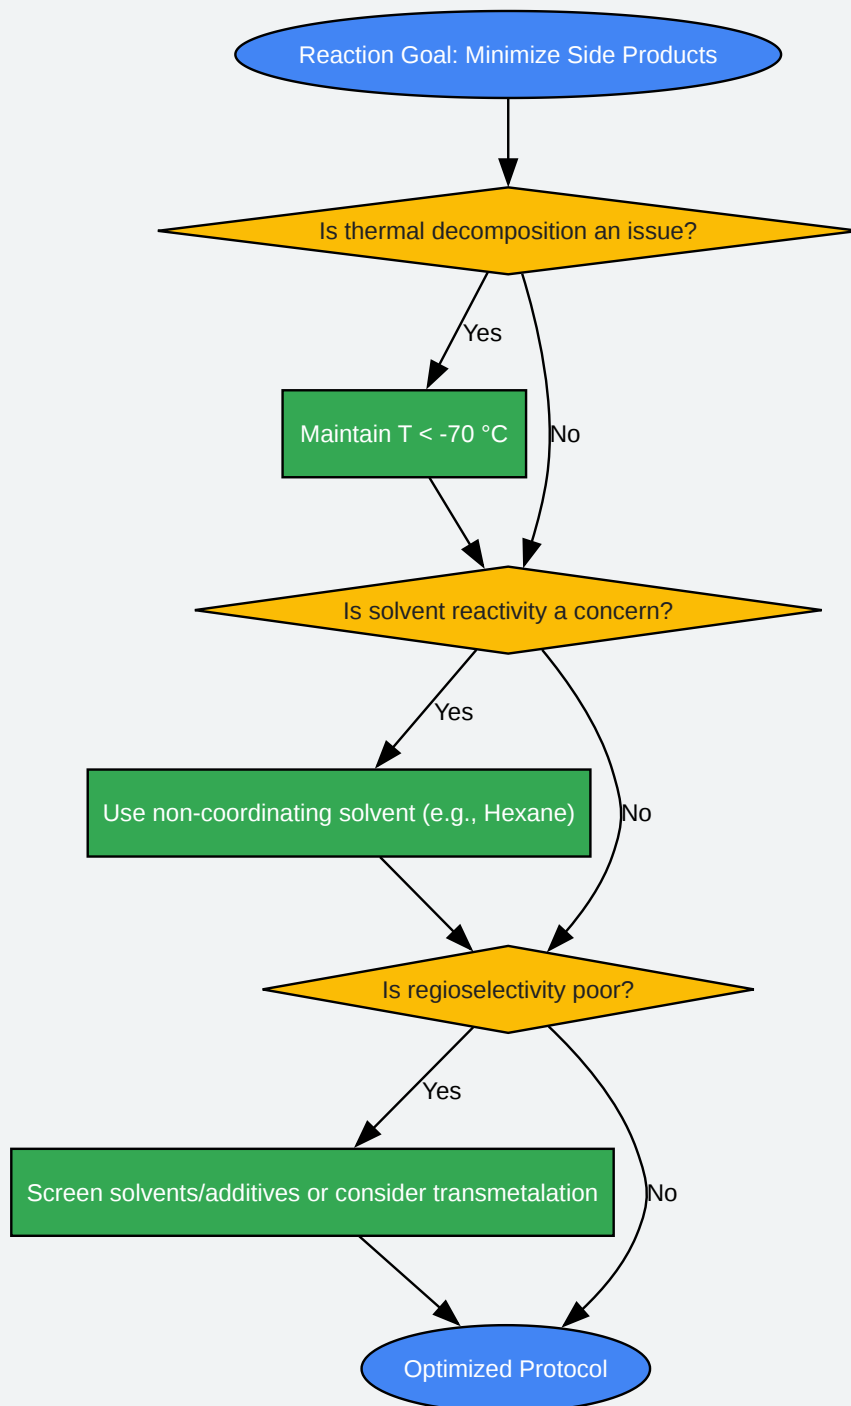 Reaction Goal: Minimize Side Products
Is thermal decomposition an issue?
Yes
Maintain T < -70 °C
No
Is solvent reactivity a concern?
Yes
Use non-coordinating solvent (e.g., Hexane)
No
Is regioselectivity poor?
Yes
Screen solvents/additives or consider transmetalation
No
Optimized Protocol